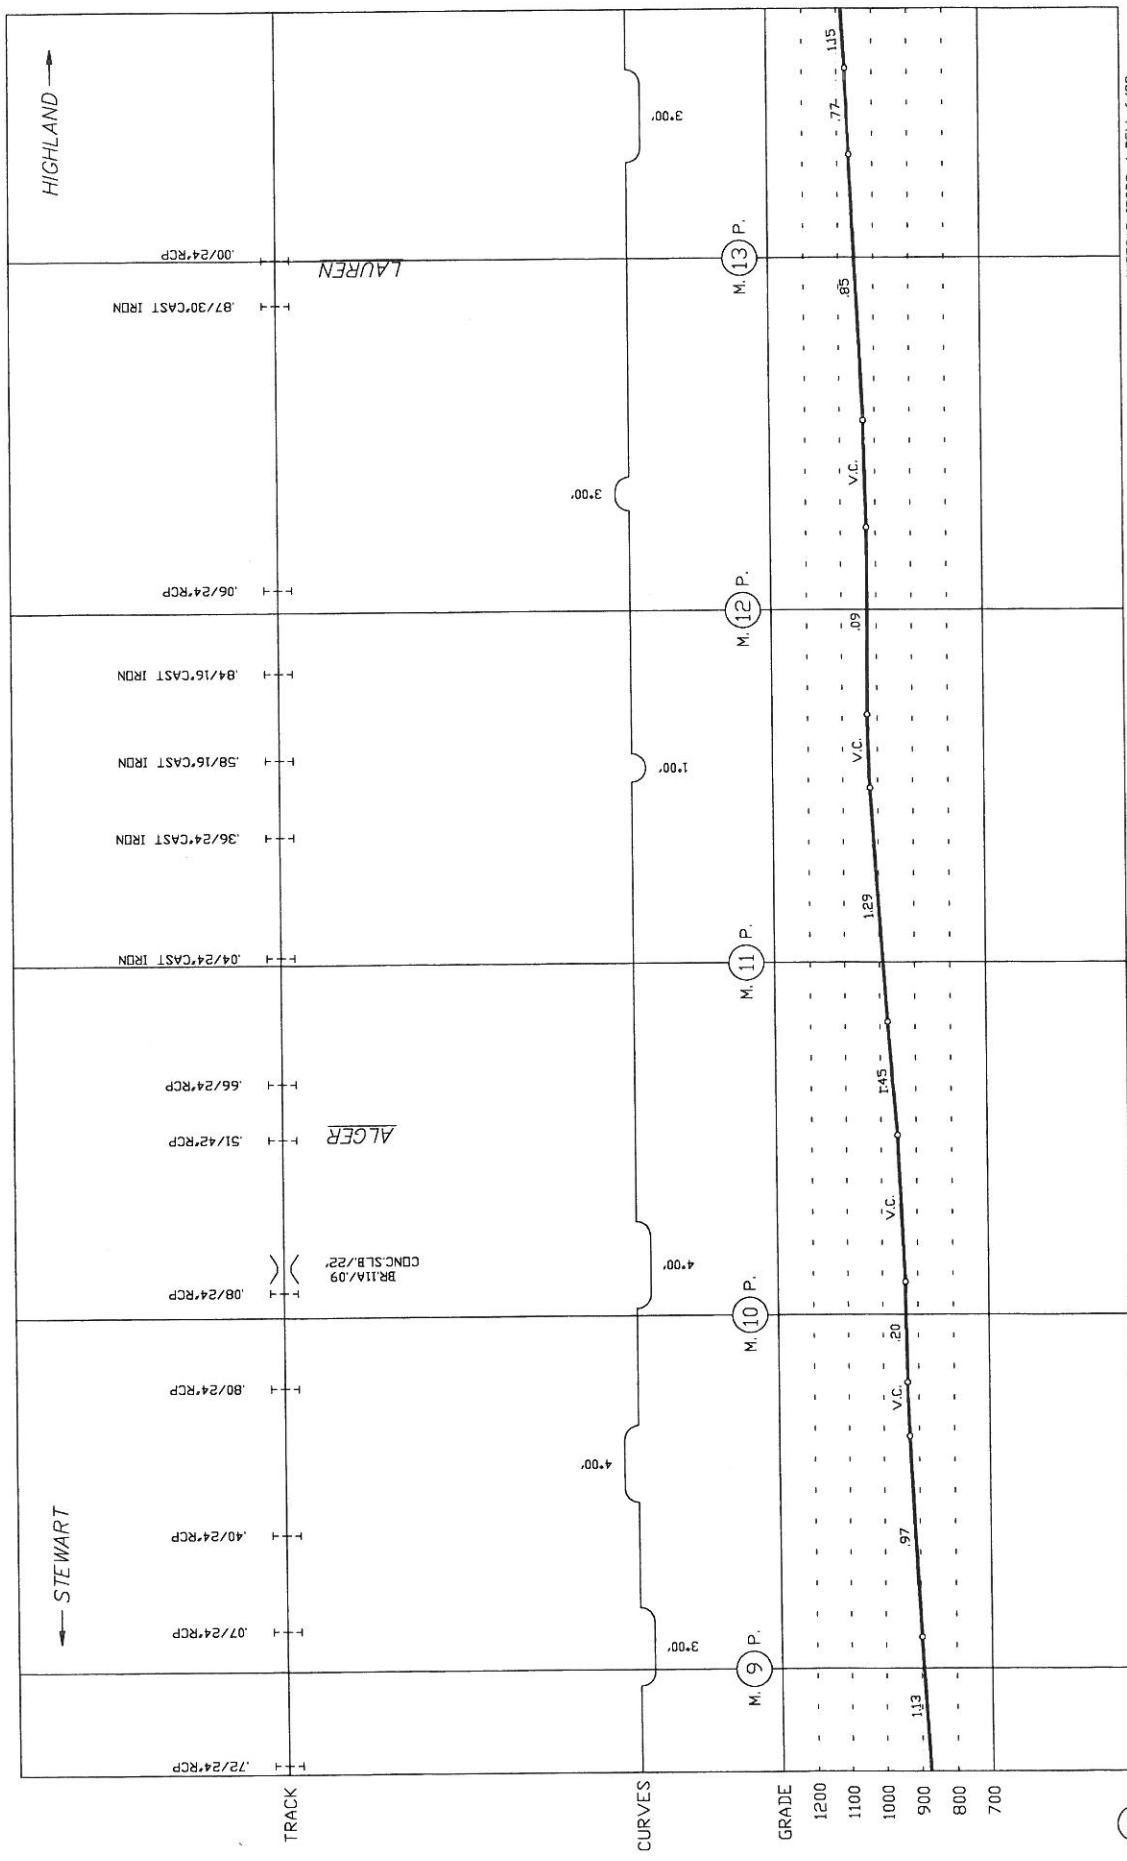 ← STEWART
HIGHLAND →
.72/24"RCP
.07/24"RCP
.40/24"RCP
.80/24"RCP
.08/24"RCP
.51/42"RCP
.66/24"RCP
.04/24"CAST IRON
.36/24"CAST IRON
.58/16"CAST IRON
.84/16"CAST IRON
.06/24"RCP
.87/30"CAST IRON
.00/24"RCP
TRACK
BR.11A/.09
CONC.SLB./22'
ALGER
LAUREN
CURVES
3°00'
4°00'
4°00'
1°00'
3°00'
3°00'
M. 9 P.
M. 10 P.
M. 11 P.
M. 12 P.
M. 13 P.
GRADE
1200
1100
1000
900
800
700
1.13
.97
V.C.
.20
V.C.
1.45
1.29
V.C.
.09
V.C.
.85
.77
1.15